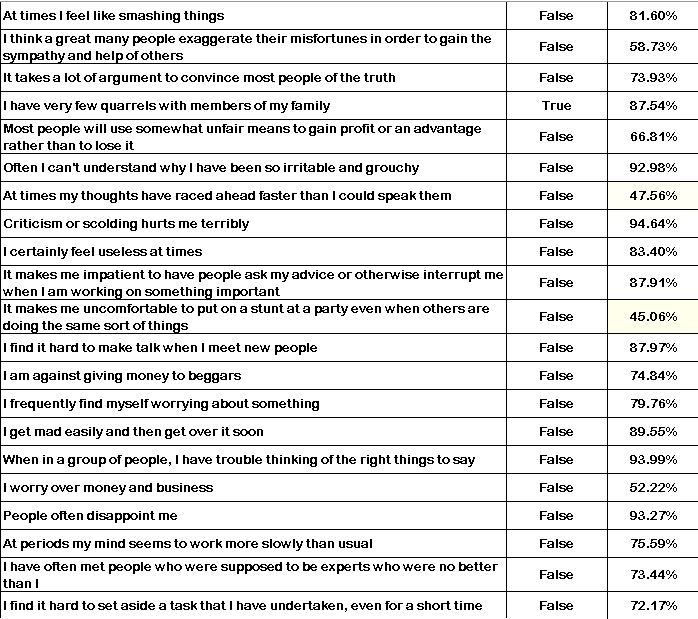 At times I feel like smashing things False 81.60%
I think a great many people exaggerate their misfortunes in order to gain the
sympathy and help of others False 58.73%
It takes a lot of argument to convince most people of the truth False 73.93%
I have very few quarrels with members of my family True 87.54%
Most people will use somewhat unfair means to gain profit or an advantage
rather than to lose it False 66.81%
Often I can't understand why I have been so irritable and grouchy False 92.98%
At times my thoughts have raced ahead faster than I could speak them False 47.56%
Criticism or scolding hurts me terribly False 94.64%
I certainly feel useless at times False 83.40%
It makes me impatient to have people ask my advice or otherwise interrupt me
when I am working on something important False 87.91%
It makes me uncomfortable to put on a stunt at a party even when others are
doing the same sort of things False 45.06%
I find it hard to make talk when I meet new people False 87.97%
I am against giving money to beggars False 74.84%
I frequently find myself worrying about something False 79.76%
I get mad easily and then get over it soon False 89.55%
When in a group of people, I have trouble thinking of the right things to say False 93.99%
I worry over money and business False 52.22%
People often disappoint me False 93.27%
At periods my mind seems to work more slowly than usual False 75.59%
I have often met people who were supposed to be experts who were no better
than I False 73.44%
I find it hard to set aside a task that I have undertaken, even for a short time False 72.17%